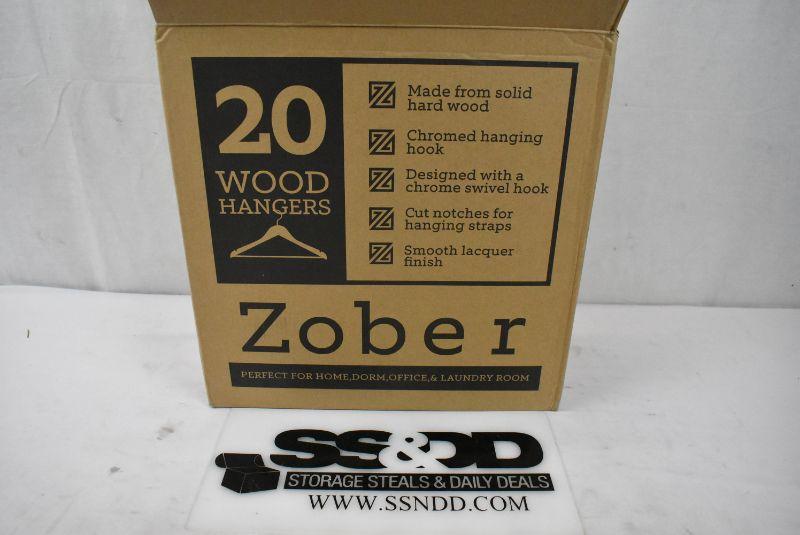 20
WOOD
HANGERS
Made from solid
hard wood
Chromed hanging
hook
Designed with a
chrome swivel hook
Cut notches for
hanging straps
Smooth lacquer
finish
Zober
PERFECT FOR HOME,DORM,OFFICE,& LAUNDRY ROOM
SS&DD
STORAGE STEALS & DAILY DEALS
WWW.SSNDD.COM